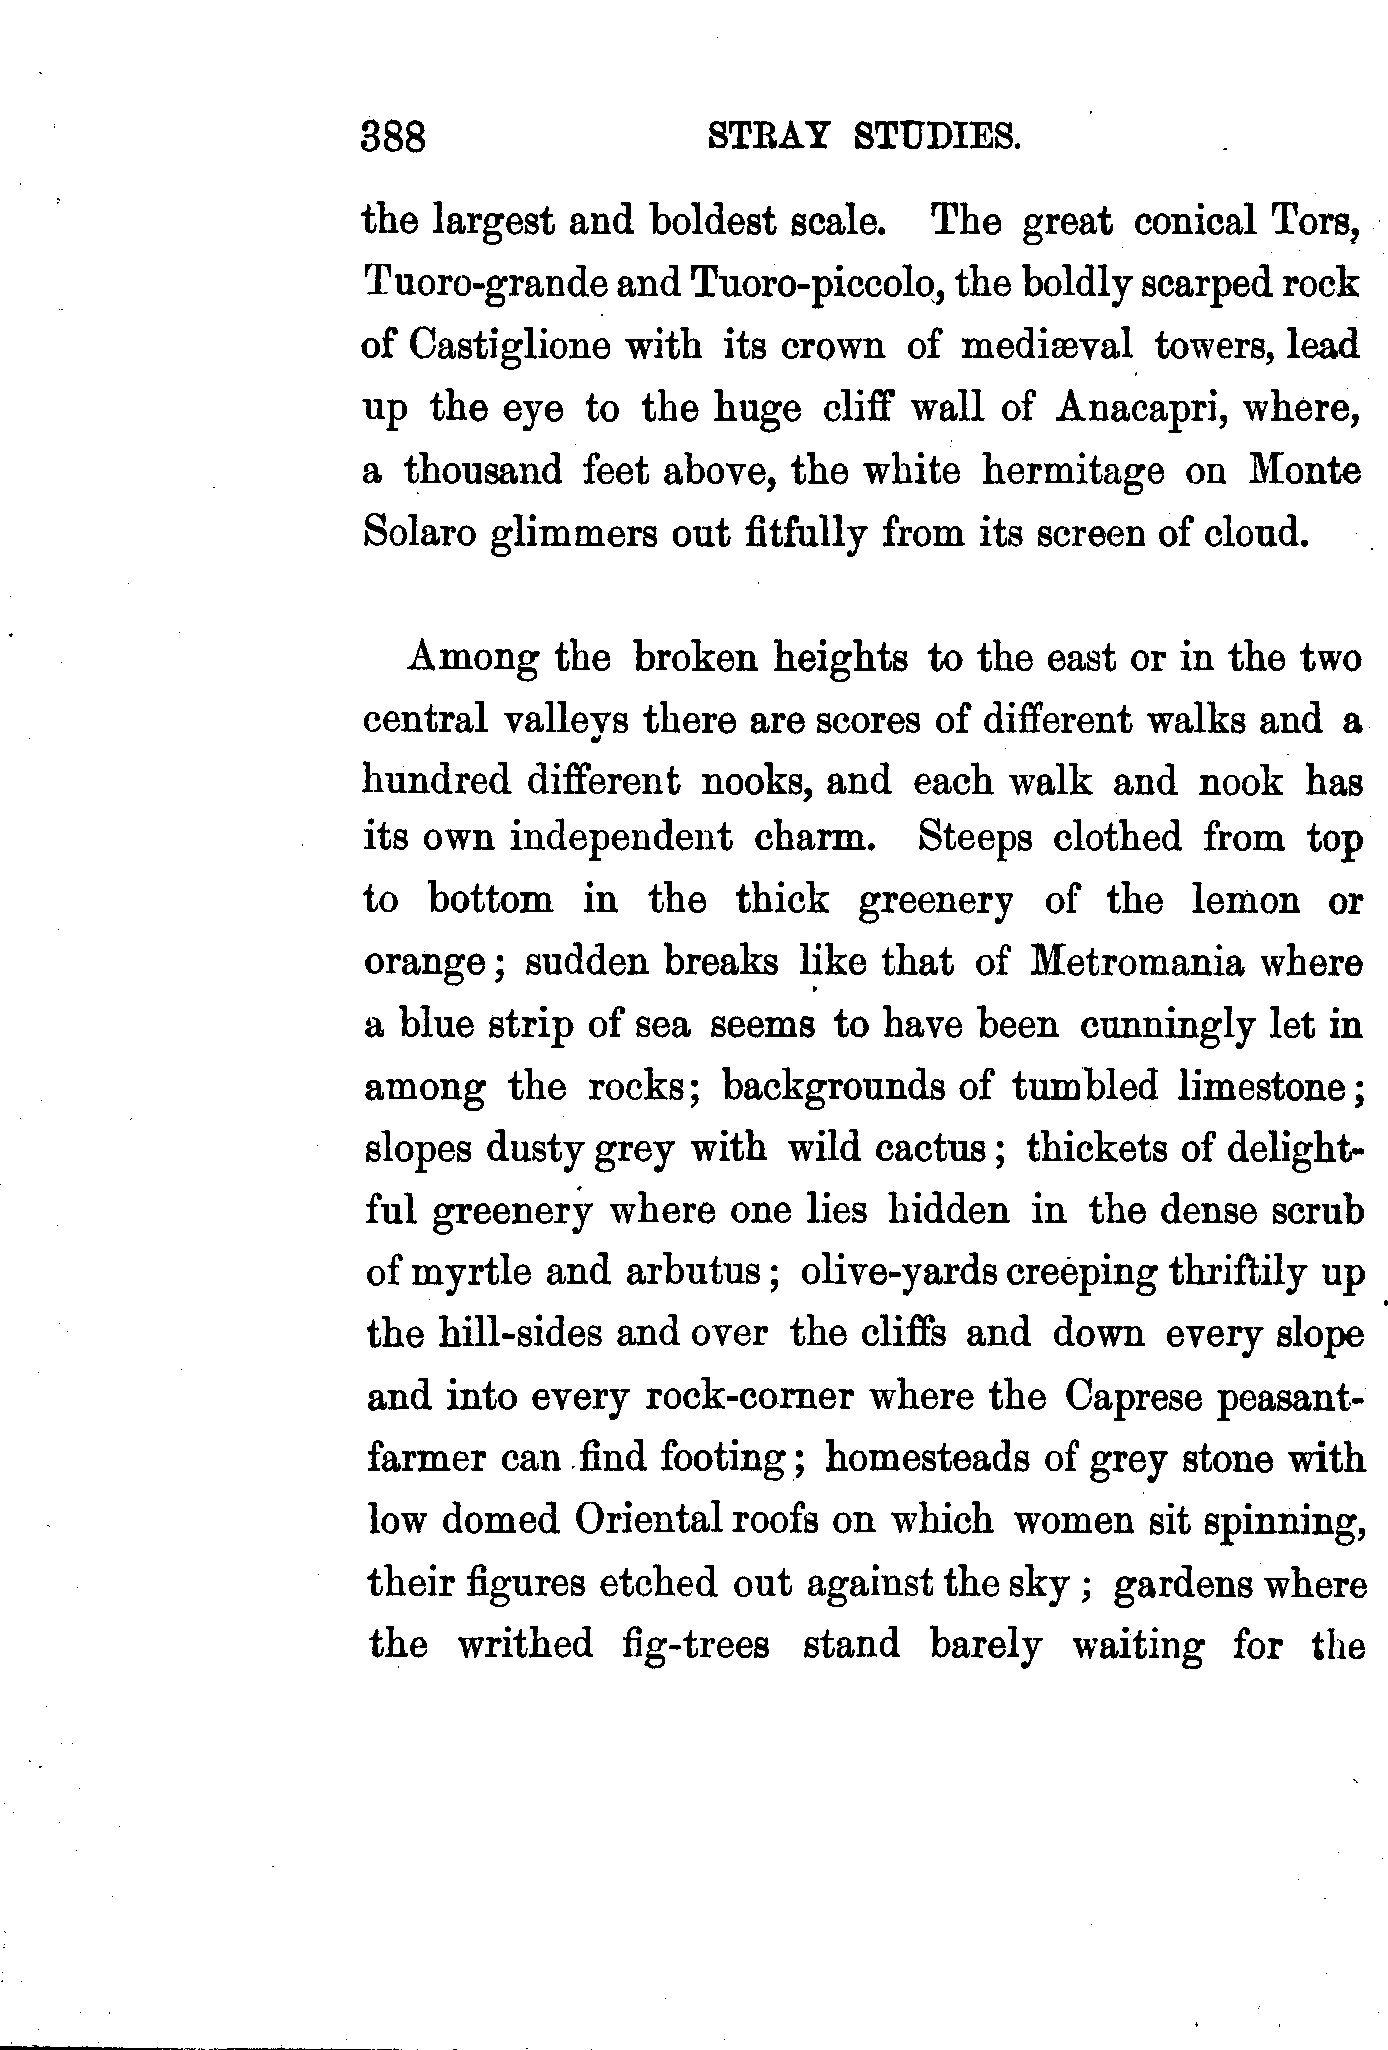 388 STRAY STUDIES.
the largest and boldest scale. The great conical Tors,
Tuoro-grande and Tuoro-piccolo, the boldly scarped rock
of Castiglione with its crown of mediæval towers, lead
up the eye to the huge cliff wall of Anacapri, where,
a thousand feet above, the white hermitage on Monte
Solaro glimmers out fitfully from its screen of cloud.
Among the broken heights to the east or in the two
central valleys there are scores of different walks and a
hundred different nooks, and each walk and nook has
its own independent charm. Steeps clothed from top
to bottom in the thick greenery of the lemon or
orange; sudden breaks like that of Metromania where
a blue strip of sea seems to have been cunningly let in
among the rocks; backgrounds of tumbled limestone;
slopes dusty grey with wild cactus; thickets of delight-
ful greenery where one lies hidden in the dense scrub
of myrtle and arbutus; olive-yards creeping thriftily up
the hill-sides and over the cliffs and down every slope
and into every rock-corner where the Caprese peasant-
farmer can find footing; homesteads of grey stone with
low domed Oriental roofs on which women sit spinning,
their figures etched out against the sky; gardens where
the writhed fig-trees stand barely waiting for the